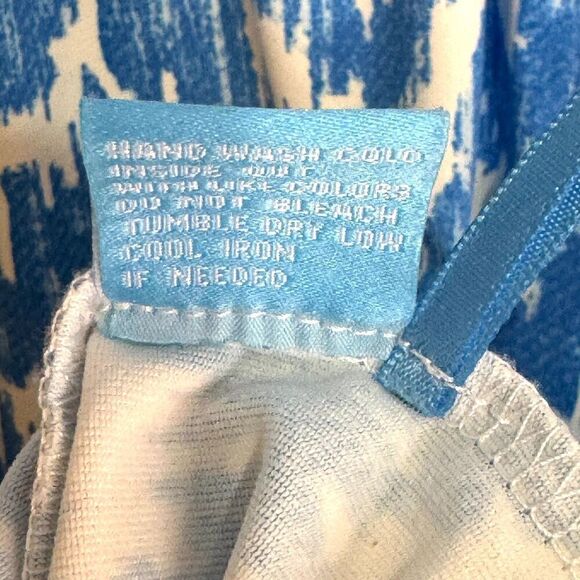 HAND WASH COLD
INSIDE OUT
WITH LIKE COLORS
DO NOT BLEACH
TUMBLE DRY LOW
COOL IRON
IF NEEDED